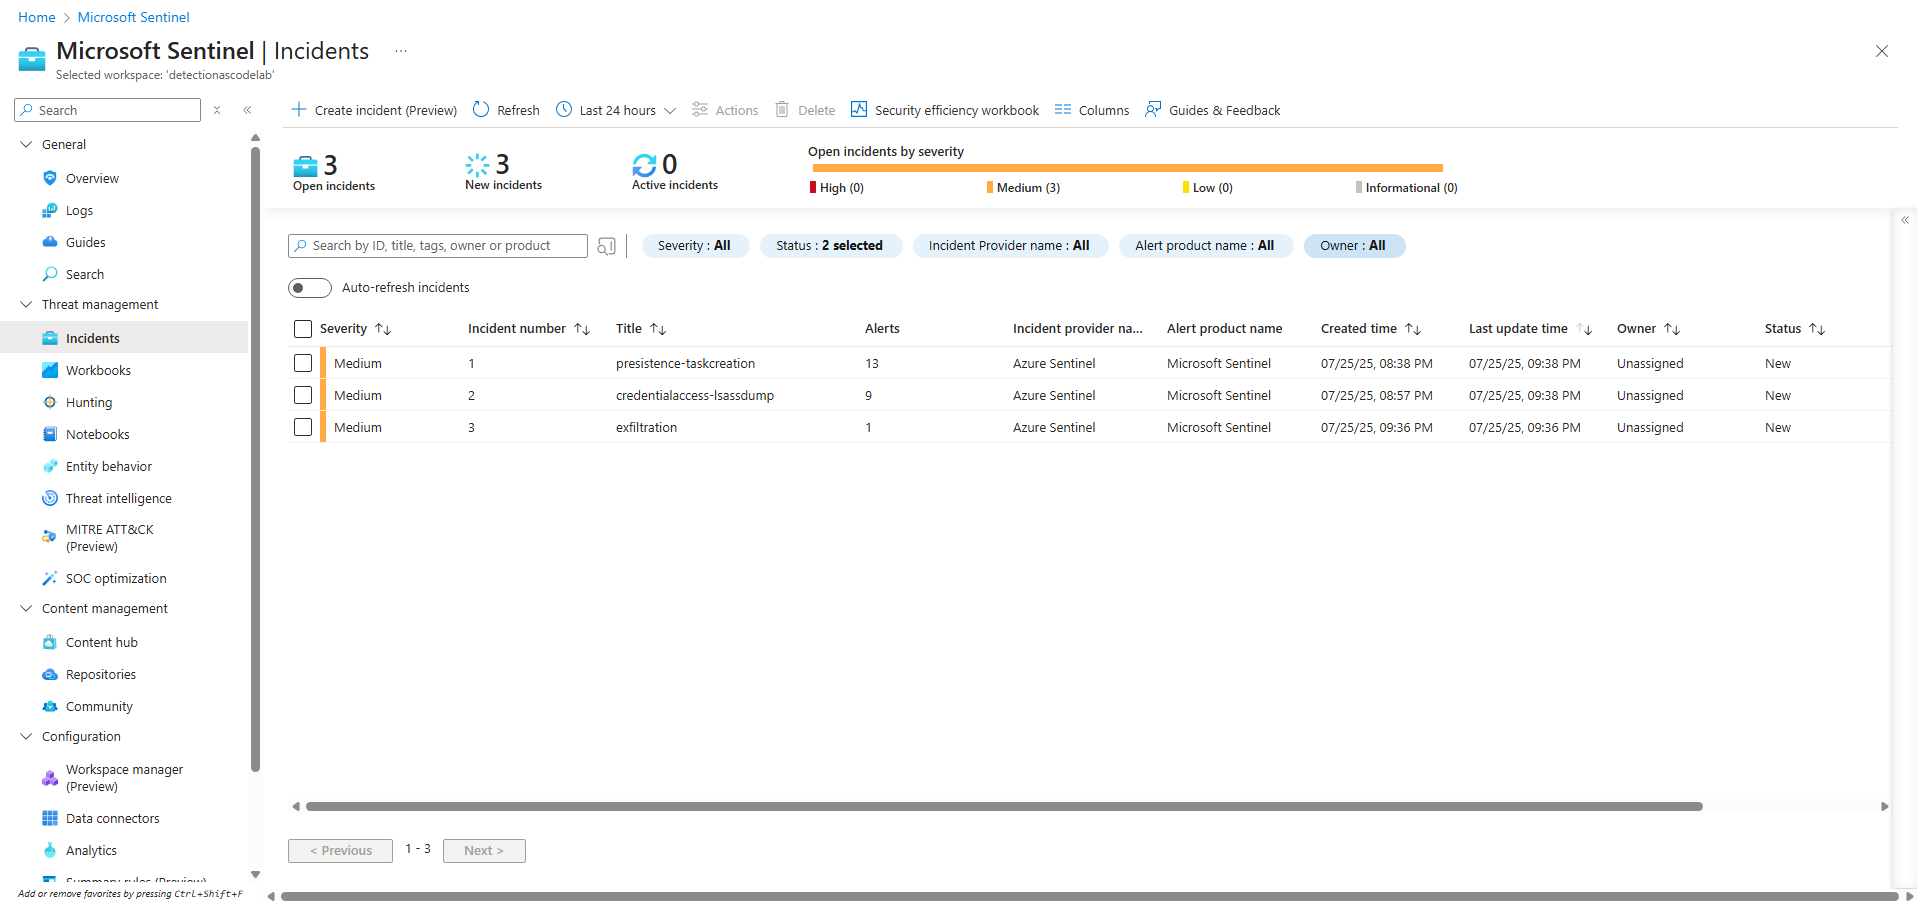 Home > Microsoft Sentinel
Microsoft Sentinel | Incidents ...
Selected workspace: 'detectionascodelab'
Search
General
Overview
Logs
Guides
Search
Threat management
Incidents
Workbooks
Hunting
Notebooks
Entity behavior
Threat intelligence
MITRE ATT&CK
(Preview)
SOC optimization
Content management
Content hub
Repositories
Community
Configuration
Workspace manager
(Preview)
Data connectors
Analytics
Summary rules (Preview)
Add or remove favorites by pressing Ctrl+Shift+F
Create incident (Preview) Refresh Last 24 hours Actions Delete Security efficiency workbook Columns Guides & Feedback
3 Open incidents
3 New incidents
0 Active incidents
Open incidents by severity
High (0) Medium (3) Low (0) Informational (0)
Search by ID, title, tags, owner or product Severity : All Status : 2 selected Incident Provider name : All Alert product name : All Owner : All
Auto-refresh incidents
Severity Incident number Title Alerts Incident provider na... Alert product name Created time Last update time Owner Status
Medium 1 presistence-taskcreation 13 Azure Sentinel Microsoft Sentinel 07/25/25, 08:38 PM 07/25/25, 09:38 PM Unassigned New
Medium 2 credentialaccess-lsassdump 9 Azure Sentinel Microsoft Sentinel 07/25/25, 08:57 PM 07/25/25, 09:38 PM Unassigned New
Medium 3 exfiltration 1 Azure Sentinel Microsoft Sentinel 07/25/25, 09:36 PM 07/25/25, 09:36 PM Unassigned New
< Previous 1 - 3 Next >